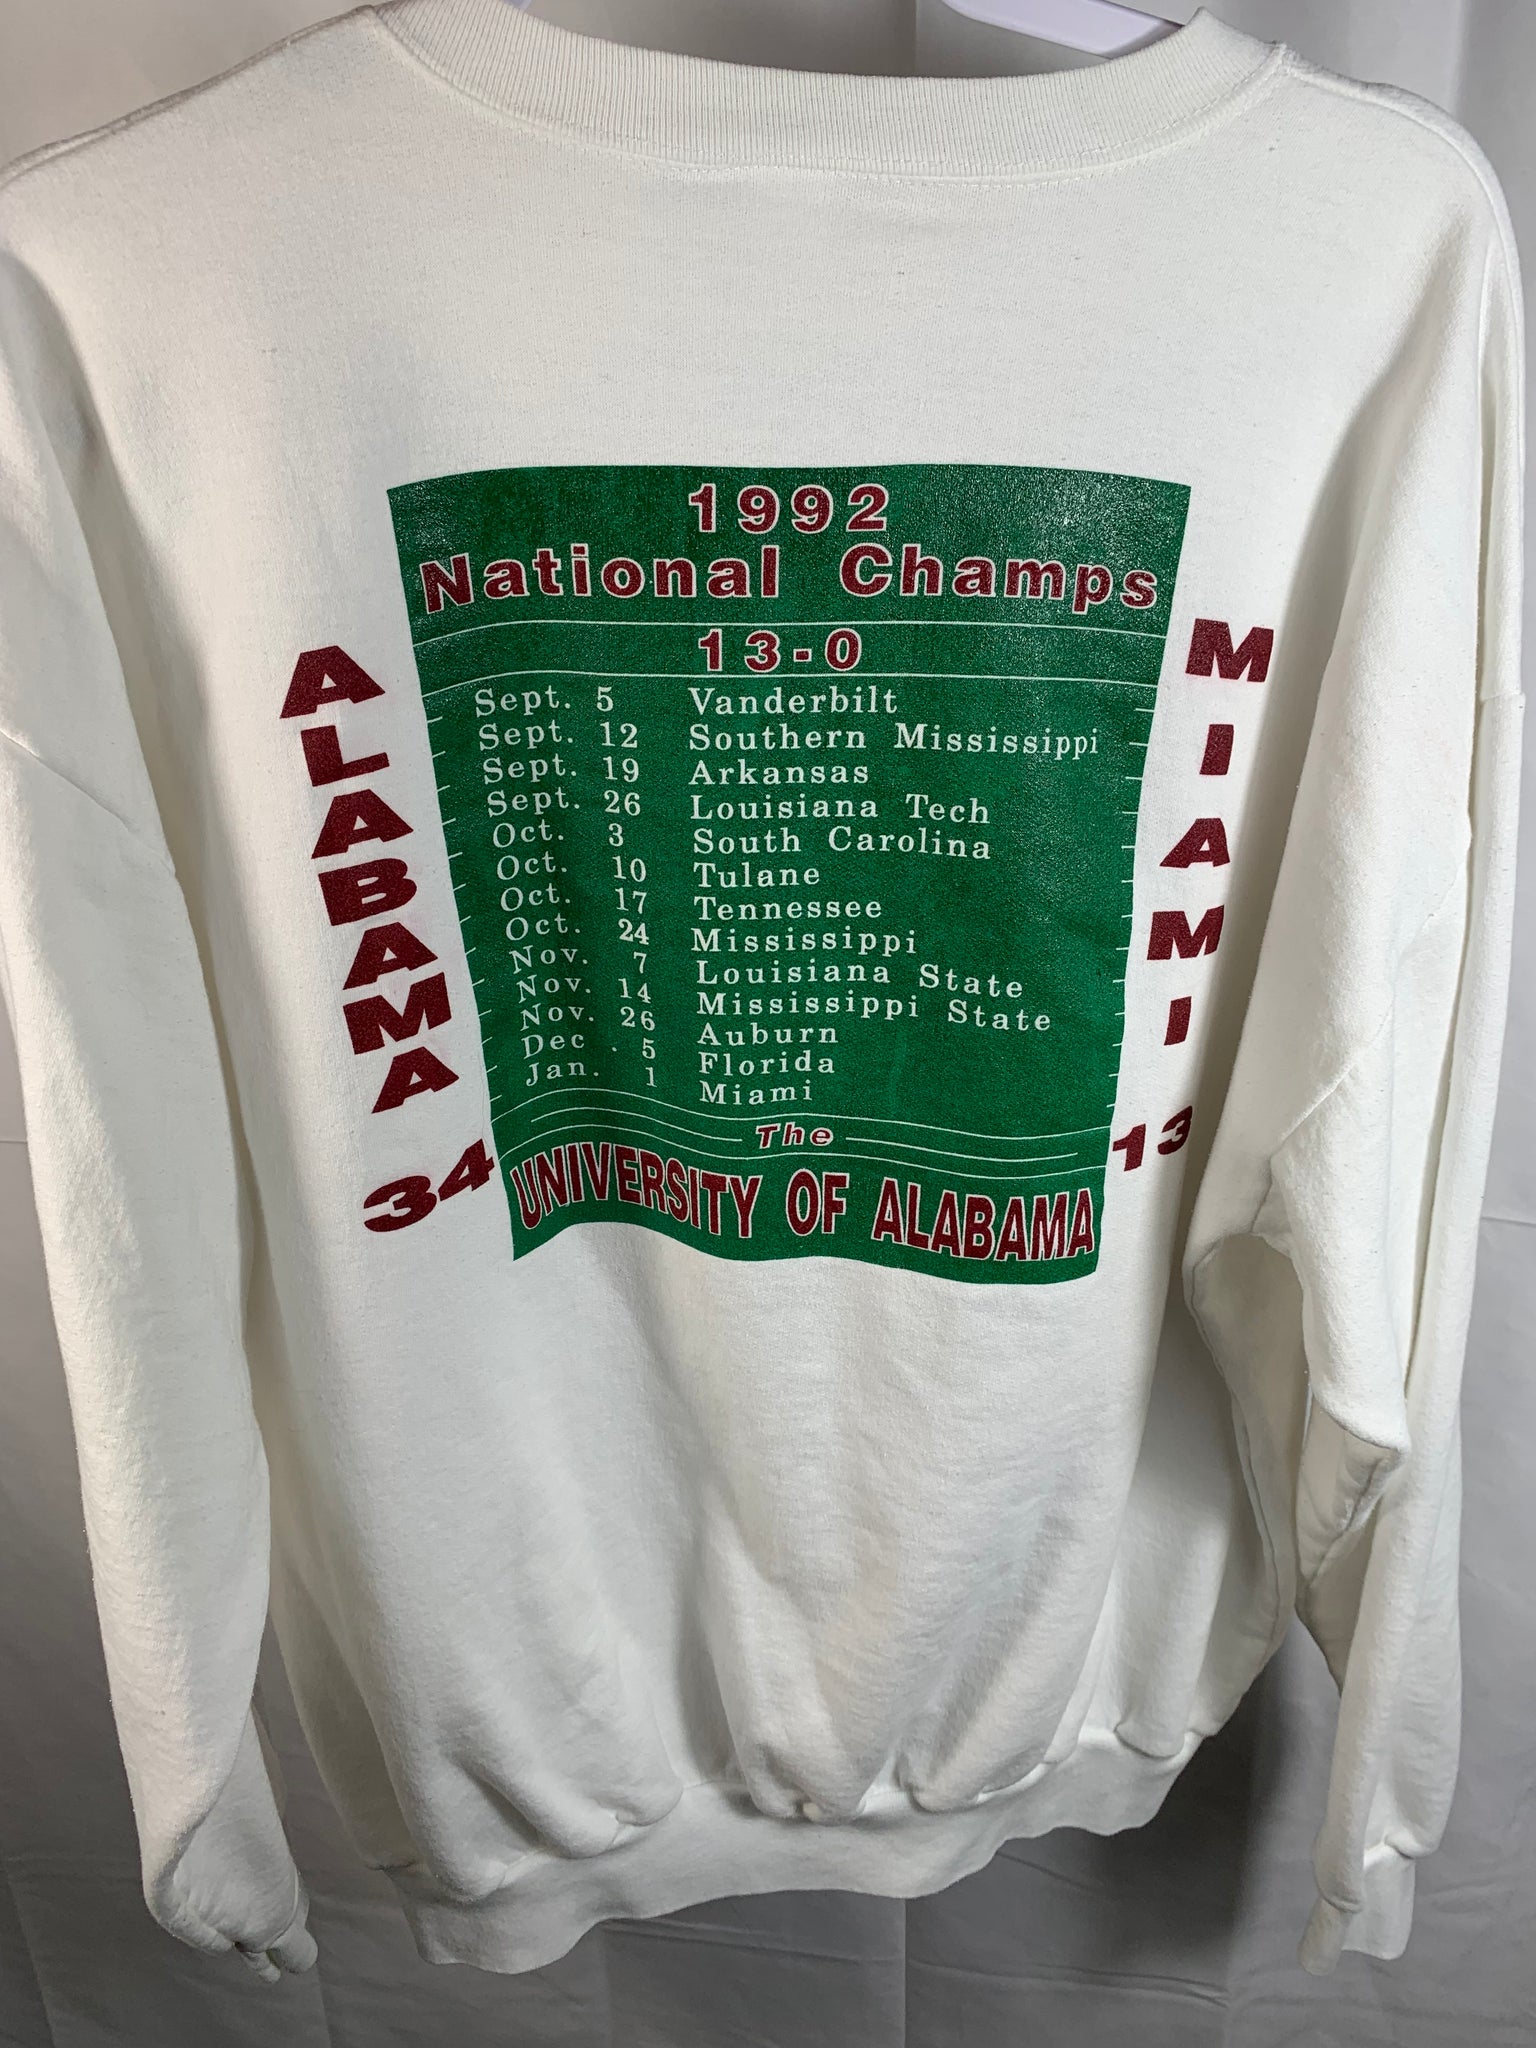 1992
National Champs
13-0
Sept. 5 Vanderbilt
Sept. 12 Southern Mississippi
Sept. 19 Arkansas
Sept. 26 Louisiana Tech
Oct. 3 South Carolina
Oct. 10 Tulane
Oct. 17 Tennessee
Oct. 24 Mississippi
Nov. 7 Louisiana State
Nov. 14 Mississippi State
Nov. 26 Auburn
Dec . 5 Florida
Jan. 1 Miami
The
UNIVERSITY OF ALABAMA
ALABAMA
34
MIAMI
13